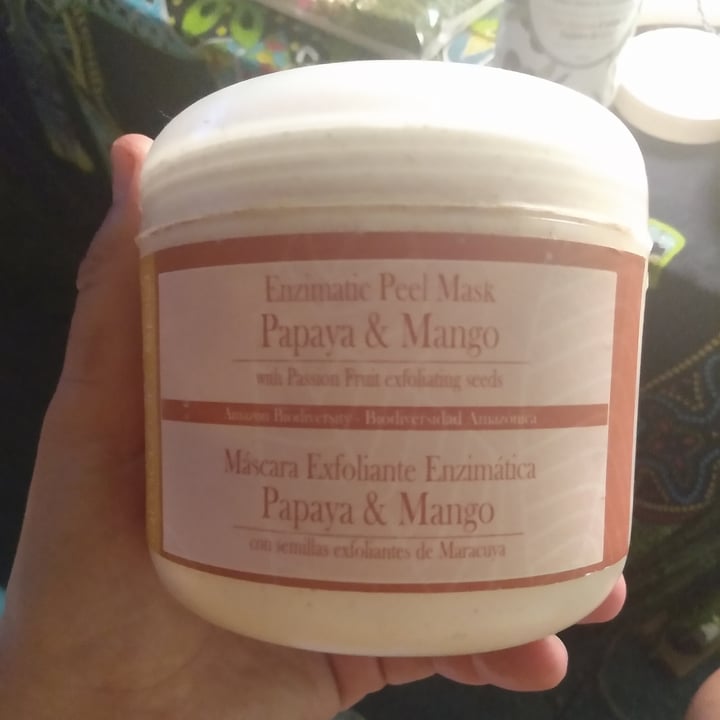 Enzimatic Peel Mask
Papaya & Mango
with Passion Fruit exfoliating seeds
Amazon Biodiversity - Biodiversidad Amazónica
Máscara Exfoliante Enzimática
Papaya & Mango
con semillas exfoliantes de Maracuya